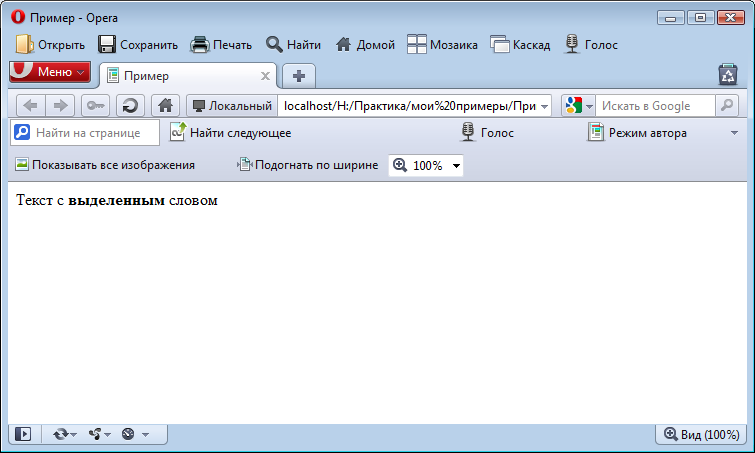 Пример - Opera
Открыть Сохранить Печать Найти Домой Мозаика Каскад Голос
Меню Пример
Локальный localhost/H:/Практика/мои%20примеры/При Искать в Google
Найти на странице Найти следующее Голос Режим автора
Показывать все изображения Подогнать по ширине 100%
Текст с выделенным словом
Вид (100%)